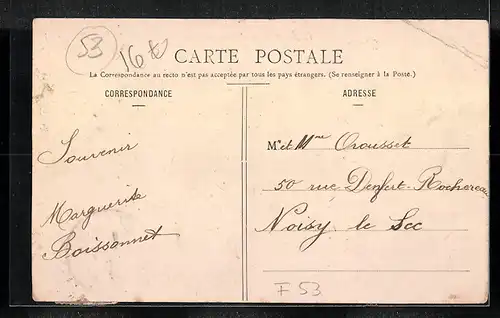 53
16
CARTE POSTALE
La Correspondance au recto n'est pas acceptée par tous les pays étrangers. (Se renseigner à la Poste.)
CORRESPONDANCE
ADRESSE
Souvenir
Marguerite
Boissonnet
M et Mme Crousset
50 rue Denfert-Rochereau
Noisy le Sec
F 53